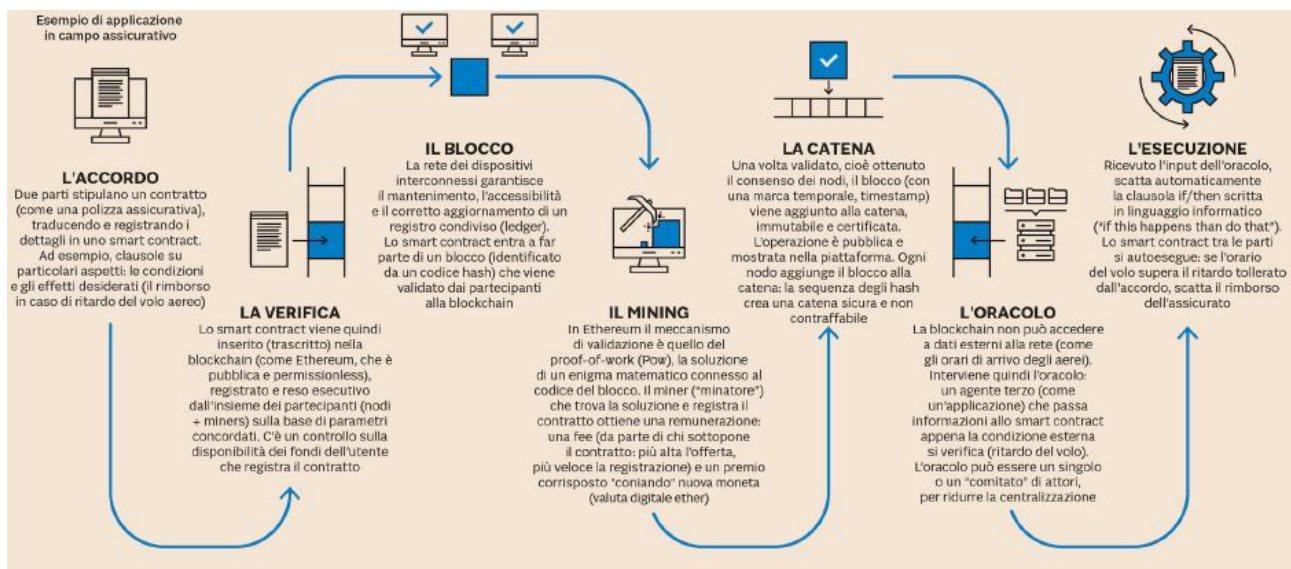 Esempio di applicazione
in campo assicurativo
L'ACCORDO
Due parti stipulano un contratto
(come una polizza assicurativa),
traducendo e registrando i
dettagli in uno smart contract.
Ad esempio, clausole su
particolari aspetti: le condizioni
e gli effetti desiderati (il rimborso
in caso di ritardo del volo aereo)
LA VERIFICA
Lo smart contract viene quindi
inserito (trascritto) nella
blockchain (come Ethereum, che è
pubblica e permissionless),
registrato e reso esecutivo
dall'insieme dei partecipanti (nodi
+ miners) sulla base di parametri
concordati. C'è un controllo sulla
disponibilità dei fondi dell'utente
che registra il contratto
IL BLOCCO
La rete dei dispositivi
interconnessi garantisce
il mantenimento, l'accessibilità
e il corretto aggiornamento di un
registro condiviso (ledger).
Lo smart contract entra a far
parte di un blocco (identificato
da un codice hash) che viene
validato dai partecipanti
alla blockchain
IL MINING
In Ethereum il meccanismo
di validazione è quello del
proof-of-work (Pow), la soluzione
di un enigma matematico connesso al
codice del blocco. Il miner ("minatore")
che trova la soluzione e registra il
contratto ottiene una remunerazione:
una fee (da parte di chi sottopone
il contratto: più alta l'offerta,
più veloce la registrazione) e un premio
corrisposto "coniando" nuova moneta
(valuta digitale ether)
LA CATENA
Una volta validato, cioè ottenuto
il consenso dei nodi, il blocco (con
una marca temporale, timestamp)
viene aggiunto alla catena,
immutabile e certificata.
L'operazione è pubblica e
mostrata nella piattaforma. Ogni
nodo aggiunge il blocco alla
catena: la sequenza degli hash
crea una catena sicura e non
contraffabile
L'ORACOLO
La blockchain non può accedere
a dati esterni alla rete (come
gli orari di arrivo degli aerei).
Interviene quindi l'oracolo:
un agente terzo (come
un'applicazione) che passa
informazioni allo smart contract
appena la condizione esterna
si verifica (ritardo del volo).
L'oracolo può essere un singolo
o un "comitato" di attori,
per ridurre la centralizzazione
L'ESECUZIONE
Ricevuto l'input dell'oracolo,
scatta automaticamente
la clausola if/then scritta
in linguaggio informatico
("if this happens than do that").
Lo smart contract tra le parti
si autoesegue: se l'orario
del volo supera il ritardo tollerato
dall'accordo, scatta il rimborso
dell'assicurato